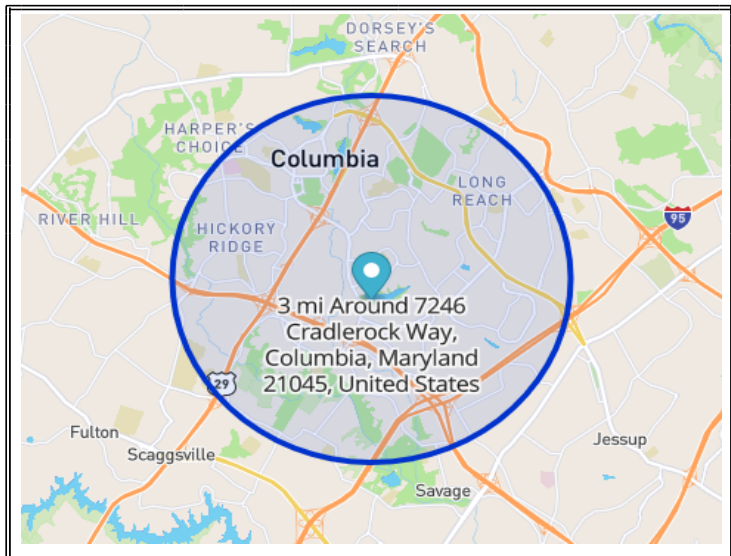 DORSEY'S
SEARCH
HARPER'S
CHOICE
Columbia
LONG
REACH
RIVER HILL
HICKORY
RIDGE
95
3 mi Around 7246
Cradlerock Way,
Columbia, Maryland
21045, United States
29
Fulton
Scaggsville
Jessup
Savage